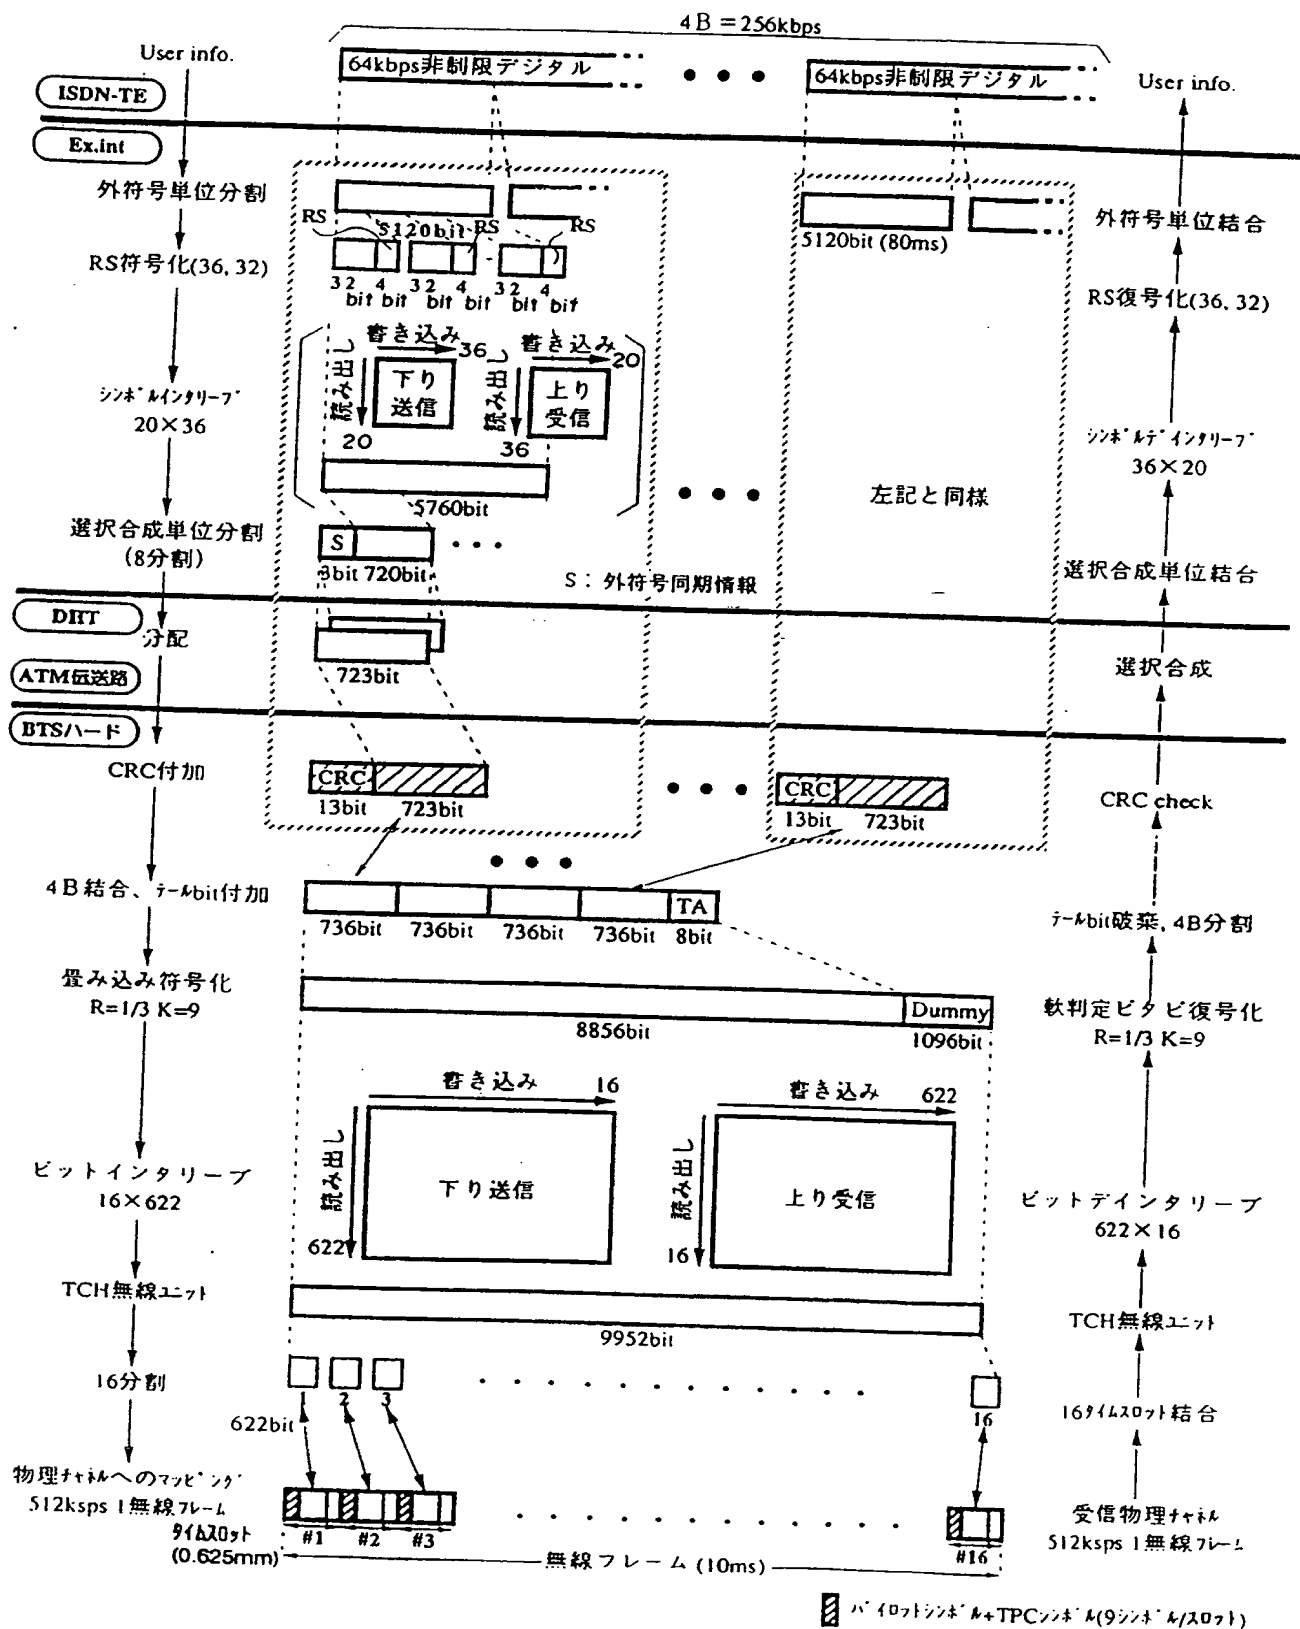 4B=256kbps
User info.
64kbps非制限デジタル
64kbps非制限デジタル
User info.
ISDN-TE
Ex.int
外符号単位分割
RS
5120bit
RS
RS
5120bit (80ms)
外符号単位結合
RS符号化(36, 32)
32bit
4bit
32bit
4bit
32bit
4bit
RS復号化(36, 32)
書き込み
36
読み出し
下り
送信
20
書き込み
20
読み出し
上り
受信
36
シンボルインタリーブ
20×36
シンボルデインタリーブ
36×20
左記と同様
5760bit
選択合成単位分割
(8分割)
S
3bit 720bit
S: 外符号同期情報
選択合成単位結合
DHT
分配
723bit
選択合成
ATM伝送路
BTSハード
CRC付加
CRC
13bit
723bit
CRC
13bit
723bit
CRC check
4B結合、テールbit付加
TA
736bit
736bit
736bit
736bit
8bit
テールbit破棄, 4B分割
畳み込み符号化
R=1/3 K=9
Dummy
8856bit
1096bit
軟判定ビタビ復号化
R=1/3 K=9
書き込み
16
読み出し
下り送信
622
書き込み
622
読み出し
上り受信
16
ビットインタリーブ
16×622
ビットデインタリーブ
622×16
TCH無線ユニット
9952bit
TCH無線ユニット
16分割
1
2
3
16
622bit
16タイムスロット結合
物理チャネルへのマッピング
512ksps 1無線フレーム
タイムスロット
(0.625mm)
#1
#2
#3
#16
無線フレーム (10ms)
受信物理チャネル
512ksps 1無線フレーム
パイロットシンボル+TPCシンボル(9シンボル/スロット)